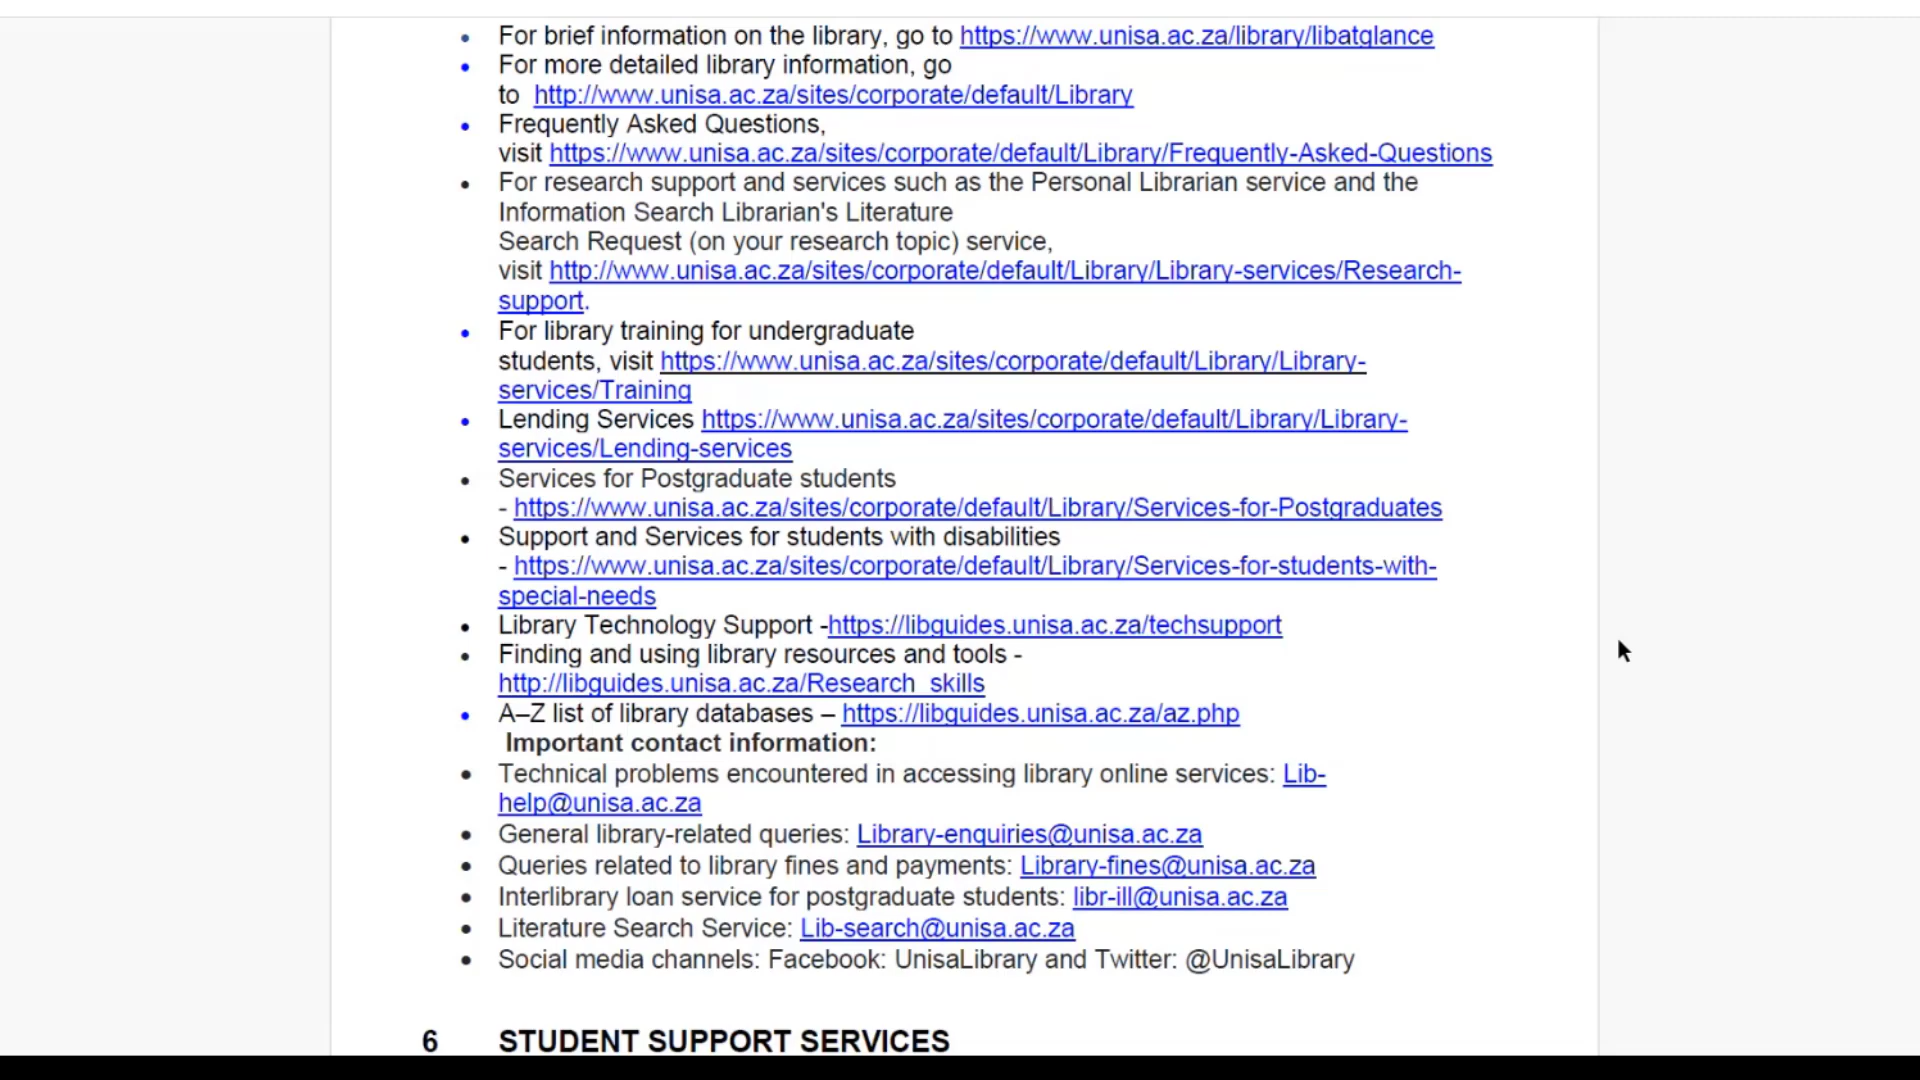 • For brief information on the library, go to https://www.unisa.ac.za/library/libatglance
• For more detailed library information, go
to http://www.unisa.ac.za/sites/corporate/default/Library
• Frequently Asked Questions,
visit https://www.unisa.ac.za/sites/corporate/default/Library/Frequently-Asked-Questions
• For research support and services such as the Personal Librarian service and the
Information Search Librarian's Literature
Search Request (on your research topic) service,
visit http://www.unisa.ac.za/sites/corporate/default/Library/Library-services/Research-
support.
• For library training for undergraduate
students, visit https://www.unisa.ac.za/sites/corporate/default/Library/Library-
services/Training
• Lending Services https://www.unisa.ac.za/sites/corporate/default/Library/Library-
services/Lending-services
• Services for Postgraduate students
- https://www.unisa.ac.za/sites/corporate/default/Library/Services-for-Postgraduates
• Support and Services for students with disabilities
- https://www.unisa.ac.za/sites/corporate/default/Library/Services-for-students-with-
special-needs
• Library Technology Support -https://libguides.unisa.ac.za/techsupport
• Finding and using library resources and tools -
http://libguides.unisa.ac.za/Research_skills
• A–Z list of library databases – https://libguides.unisa.ac.za/az.php
Important contact information:
• Technical problems encountered in accessing library online services: Lib-
help@unisa.ac.za
• General library-related queries: Library-enquiries@unisa.ac.za
• Queries related to library fines and payments: Library-fines@unisa.ac.za
• Interlibrary loan service for postgraduate students: libr-ill@unisa.ac.za
• Literature Search Service: Lib-search@unisa.ac.za
• Social media channels: Facebook: UnisaLibrary and Twitter: @UnisaLibrary
6 STUDENT SUPPORT SERVICES